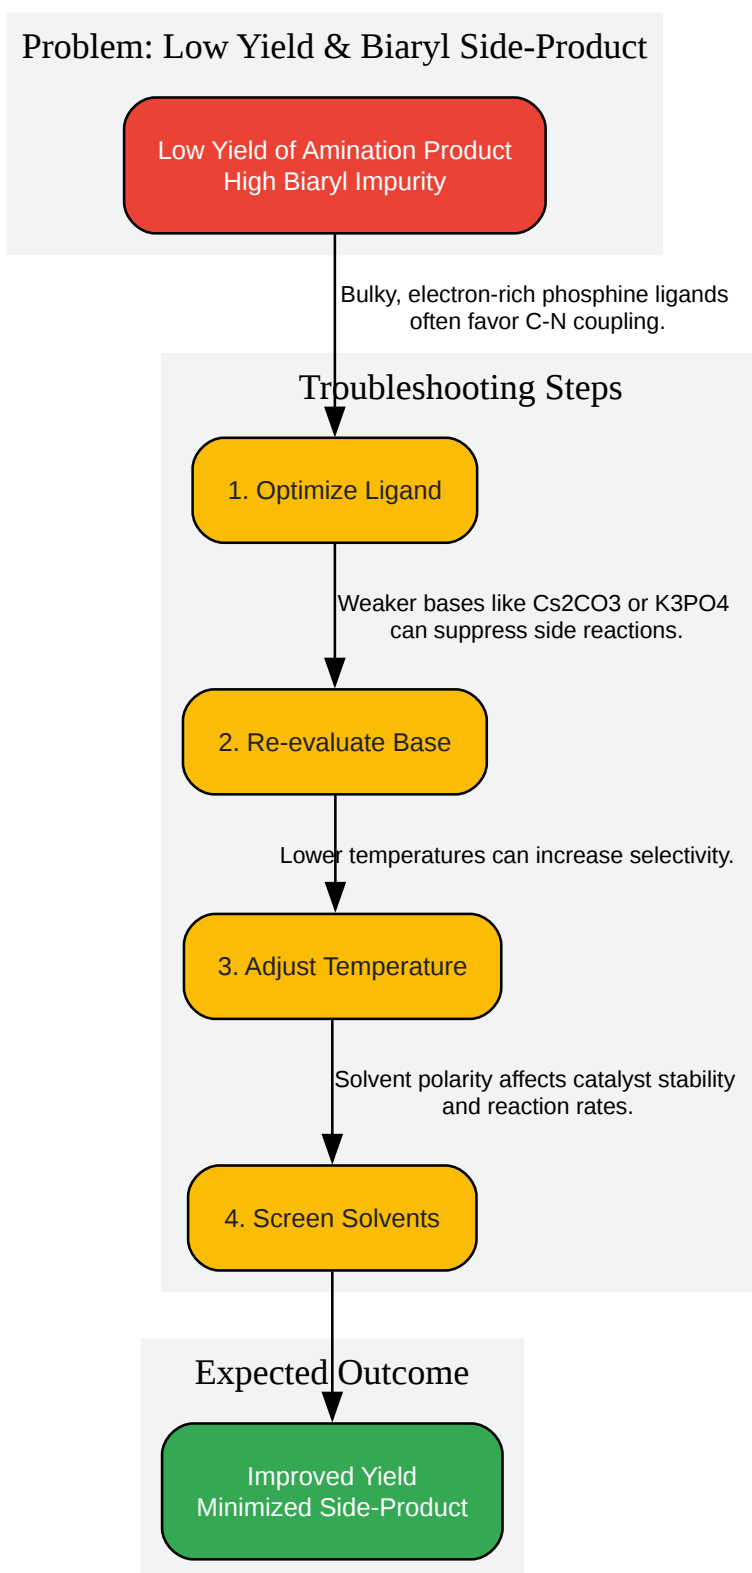 Problem: Low Yield & Biaryl Side-Product
Low Yield of Amination Product
High Biaryl Impurity
Bulky, electron-rich phosphine ligands
often favor C-N coupling.
Troubleshooting Steps
1. Optimize Ligand
Weaker bases like Cs2CO3 or K3PO4
can suppress side reactions.
2. Re-evaluate Base
Lower temperatures can increase selectivity.
3. Adjust Temperature
Solvent polarity affects catalyst stability
and reaction rates.
4. Screen Solvents
Expected Outcome
Improved Yield
Minimized Side-Product